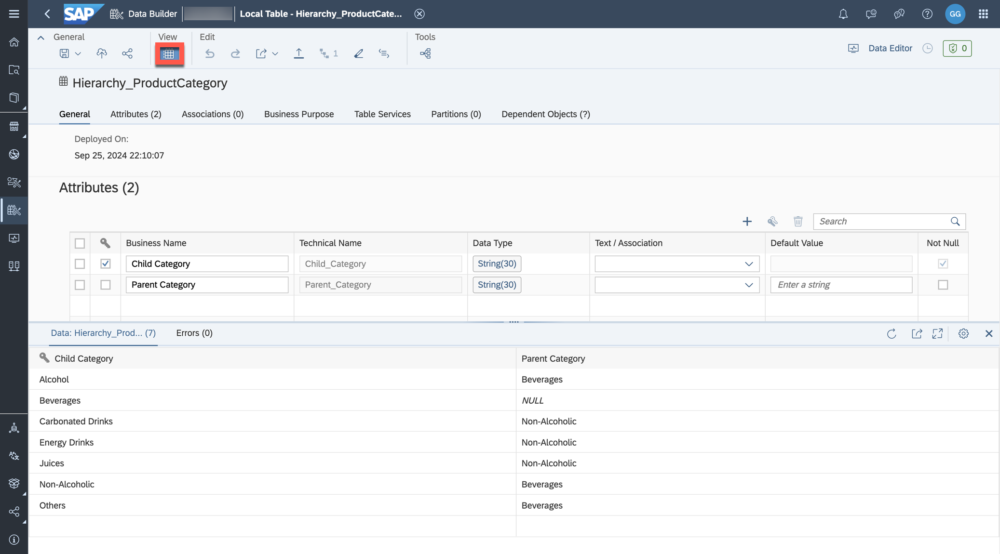 SAP Data Builder Local Table - Hierarchy_ProductCate... GG
General View Edit Tools
1 Data Editor 0
Hierarchy_ProductCategory
General Attributes (2) Associations (0) Business Purpose Table Services Partitions (0) Dependent Objects (?)
Deployed On:
Sep 25, 2024 22:10:07
Attributes (2)
Search
Business Name Technical Name Data Type Text / Association Default Value Not Null
Child Category Child_Category String(30)
Parent Category Parent_Category String(30) Enter a string
Data: Hierarchy_Prod... (7) Errors (0)
Child Category Parent Category
Alcohol Beverages
Beverages NULL
Carbonated Drinks Non-Alcoholic
Energy Drinks Non-Alcoholic
Juices Non-Alcoholic
Non-Alcoholic Beverages
Others Beverages